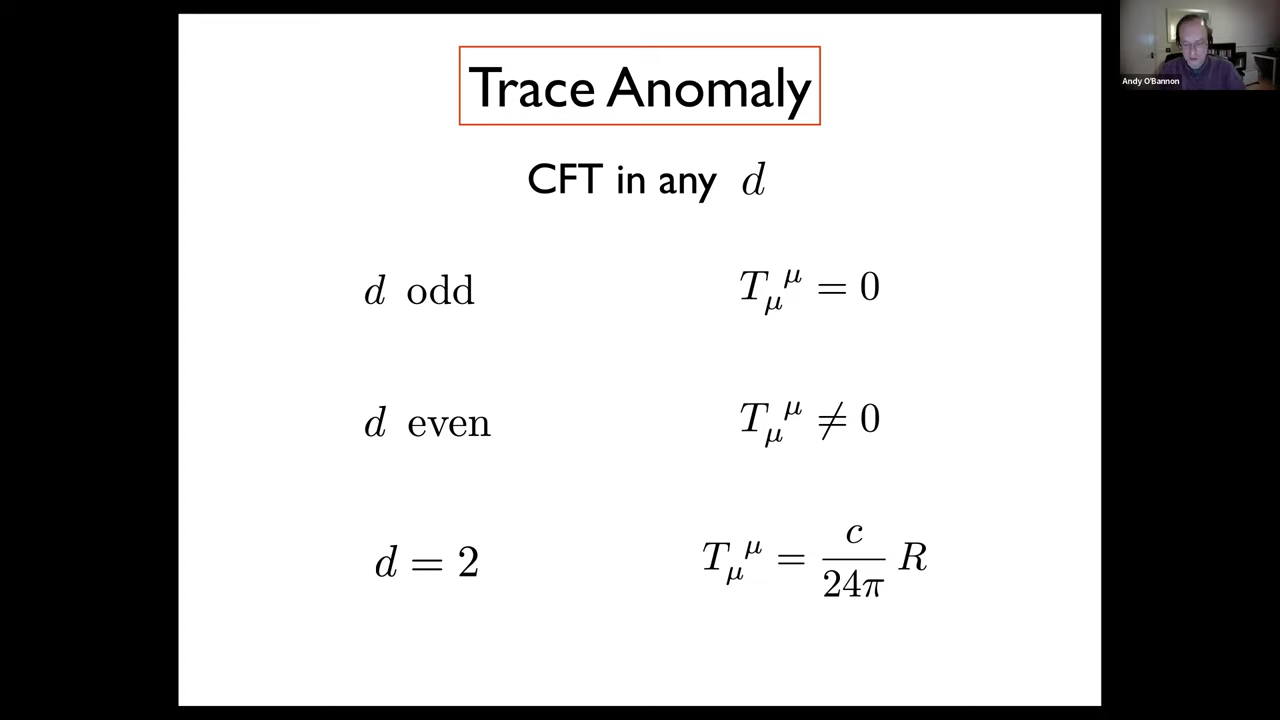 Trace Anomaly
CFT in any d
d odd T_μ^μ = 0
d even T_μ^μ ≠ 0
d = 2 T_μ^μ = c/24π R
Andy O'Bannon